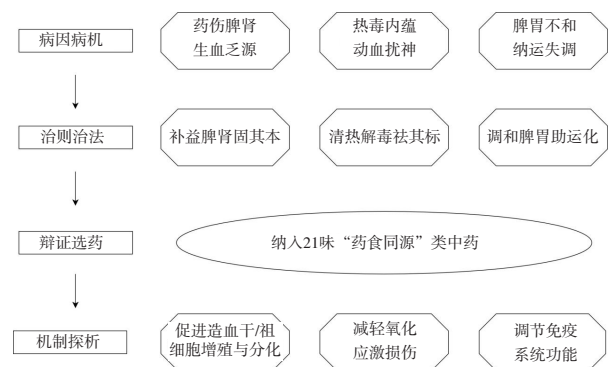 病因病机
药伤脾肾
生血乏源
热毒内蕴
动血扰神
脾胃不和
纳运失调
治则治法
补益脾肾固其本
清热解毒祛其标
调和脾胃助运化
辩证选药
纳入21味“药食同源”类中药
机制探析
促进造血干/祖
细胞增殖与分化
减轻氧化
应激损伤
调节免疫
系统功能